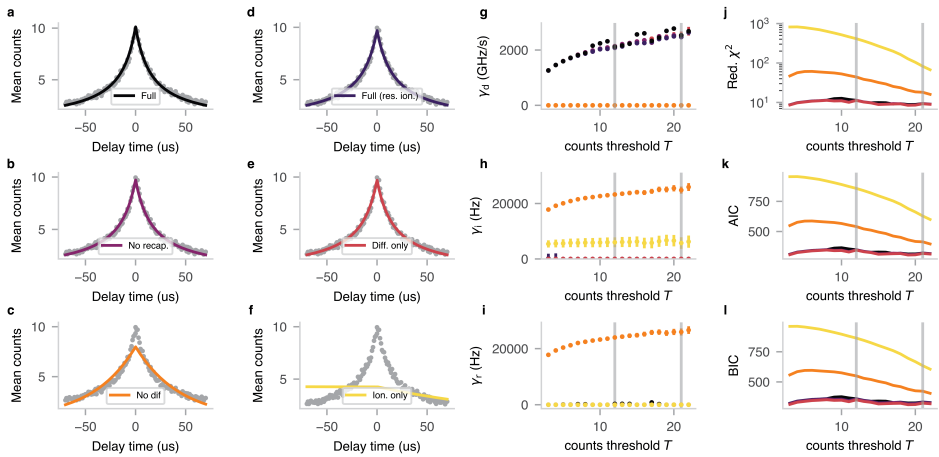 a
10
5
Mean counts
Full
−50
0
50
Delay time (us)
d
10
5
Mean counts
Full (res. ion.)
−50
0
50
Delay time (us)
g
2000
0
γd (GHz/s)
10
20
counts threshold T
j
10³
10²
10¹
Red. χ²
10
20
counts threshold T
b
10
5
Mean counts
No recap.
−50
0
50
Delay time (us)
e
10
5
Mean counts
Diff. only
−50
0
50
Delay time (us)
h
20000
0
γi (Hz)
10
20
counts threshold T
k
750
500
AIC
10
20
counts threshold T
c
10
5
Mean counts
No dif
−50
0
50
Delay time (us)
f
10
5
Mean counts
Ion. only
−50
0
50
Delay time (us)
i
20000
0
γr (Hz)
10
20
counts threshold T
l
750
500
BIC
10
20
counts threshold T